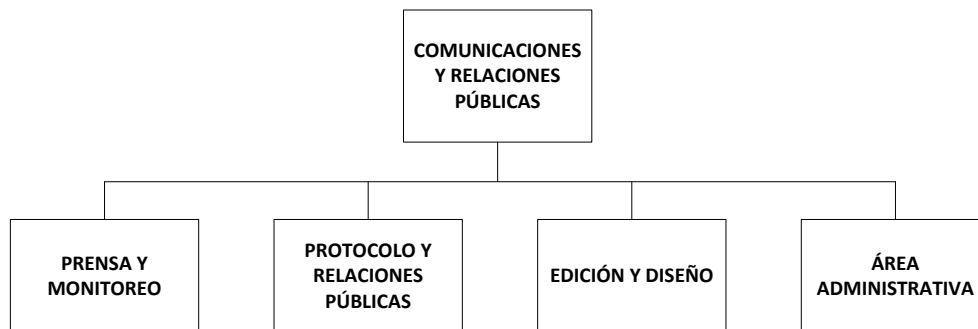 COMUNICACIONES
Y RELACIONES
PÚBLICAS
PRENSA Y
MONITOREO
PROTOCOLO Y
RELACIONES
PÚBLICAS
EDICIÓN Y DISEÑO
ÁREA
ADMINISTRATIVA